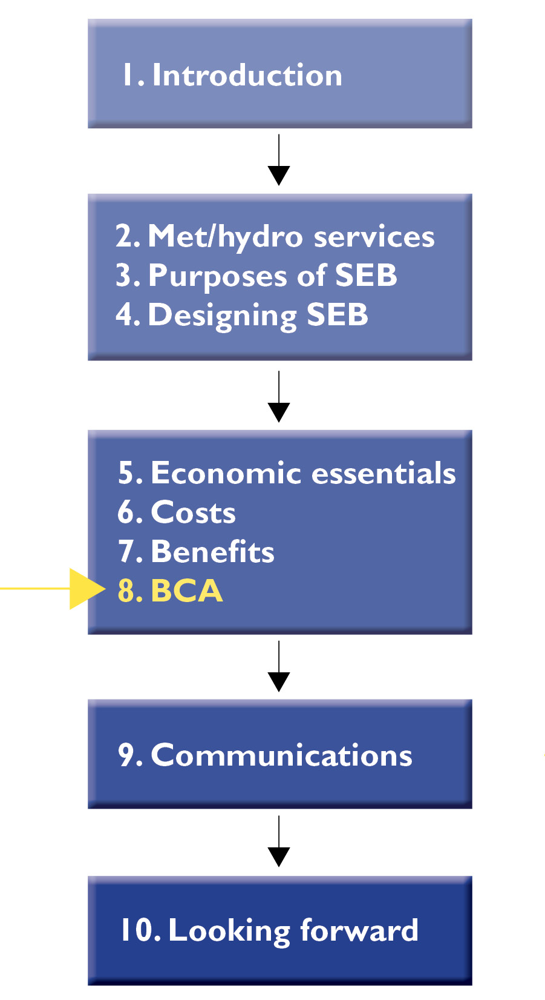 1. Introduction
2. Met/hydro services
3. Purposes of SEB
4. Designing SEB
5. Economic essentials
6. Costs
7. Benefits
8. BCA
9. Communications
10. Looking forward